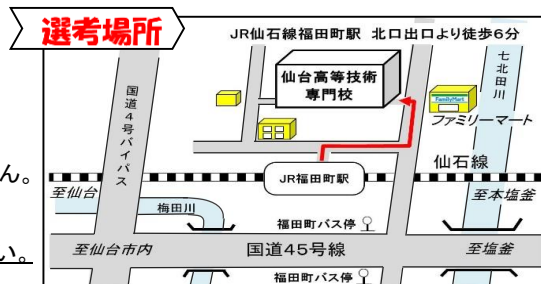 選考場所
JR仙石線福田町駅 北口出口より徒歩6分
仙台高等技術
専門校
七北田川
国道4号バイパス
FamilyMart
ファミリーマート
仙石線
ん。
JR福田町駅
至仙台
至本塩釜
梅田川
福田町バス停
い。
至仙台市内
国道45号線
至塩釜
福田町バス停